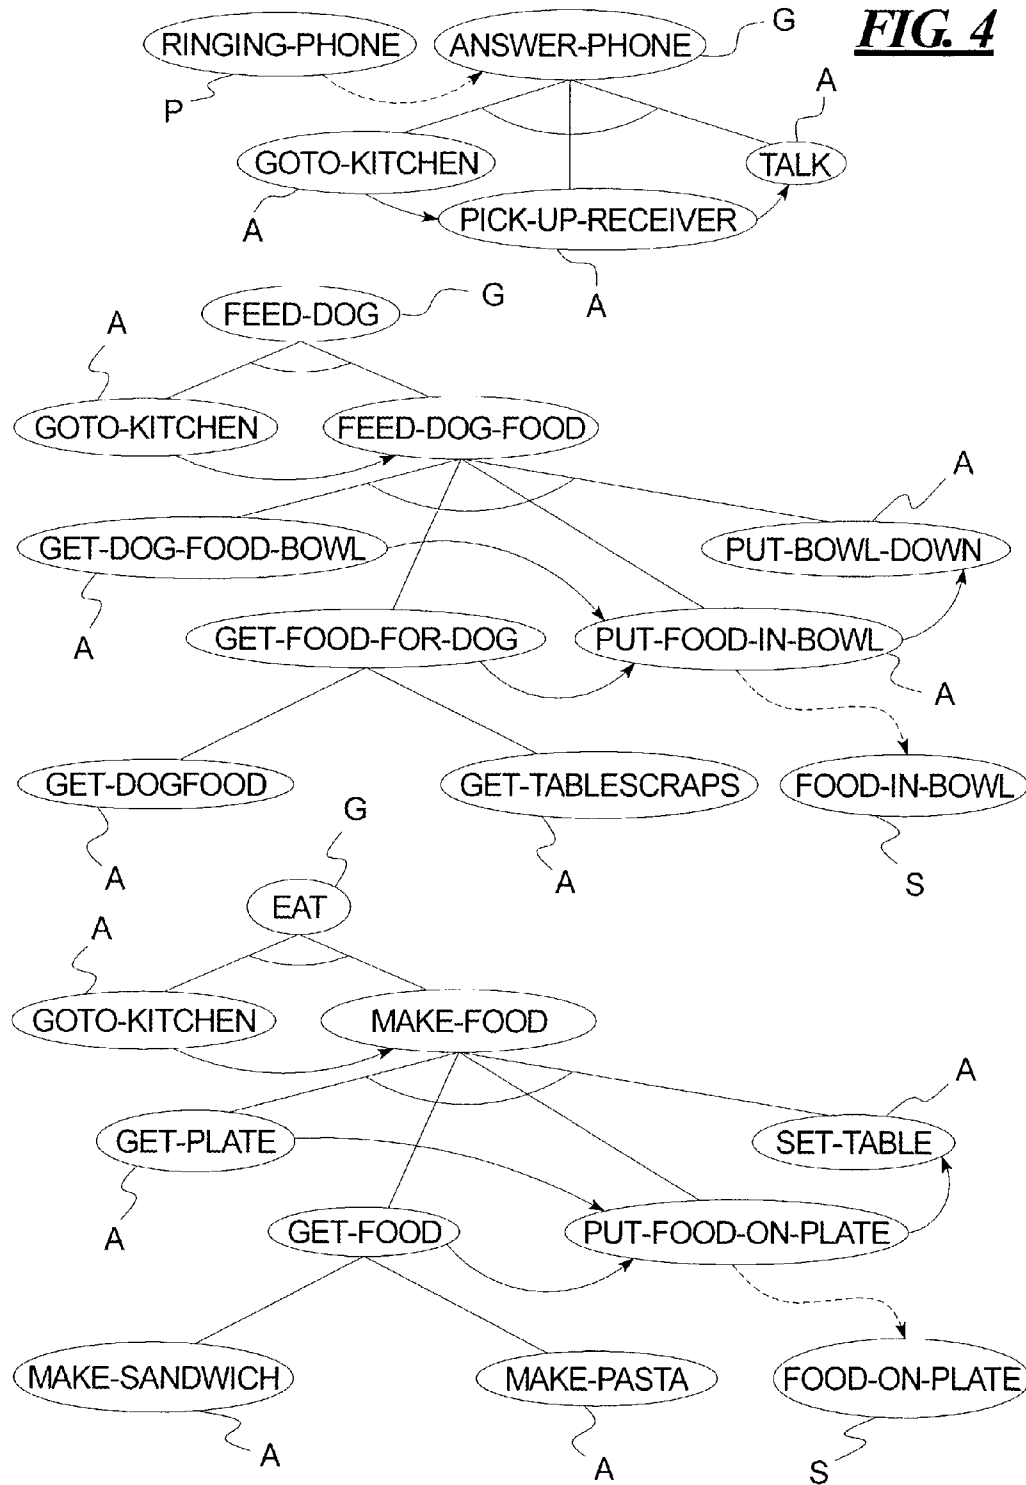 FIG. 4
G
RINGING-PHONE
ANSWER-PHONE
P
A
GOTO-KITCHEN
TALK
A
PICK-UP-RECEIVER
A
G
FEED-DOG
A
GOTO-KITCHEN
FEED-DOG-FOOD
A
GET-DOG-FOOD-BOWL
PUT-BOWL-DOWN
A
GET-FOOD-FOR-DOG
PUT-FOOD-IN-BOWL
A
GET-DOGFOOD
GET-TABLESCRAPS
FOOD-IN-BOWL
G
A
A
S
EAT
A
GOTO-KITCHEN
MAKE-FOOD
A
GET-PLATE
SET-TABLE
A
GET-FOOD
PUT-FOOD-ON-PLATE
MAKE-SANDWICH
MAKE-PASTA
FOOD-ON-PLATE
A
A
S